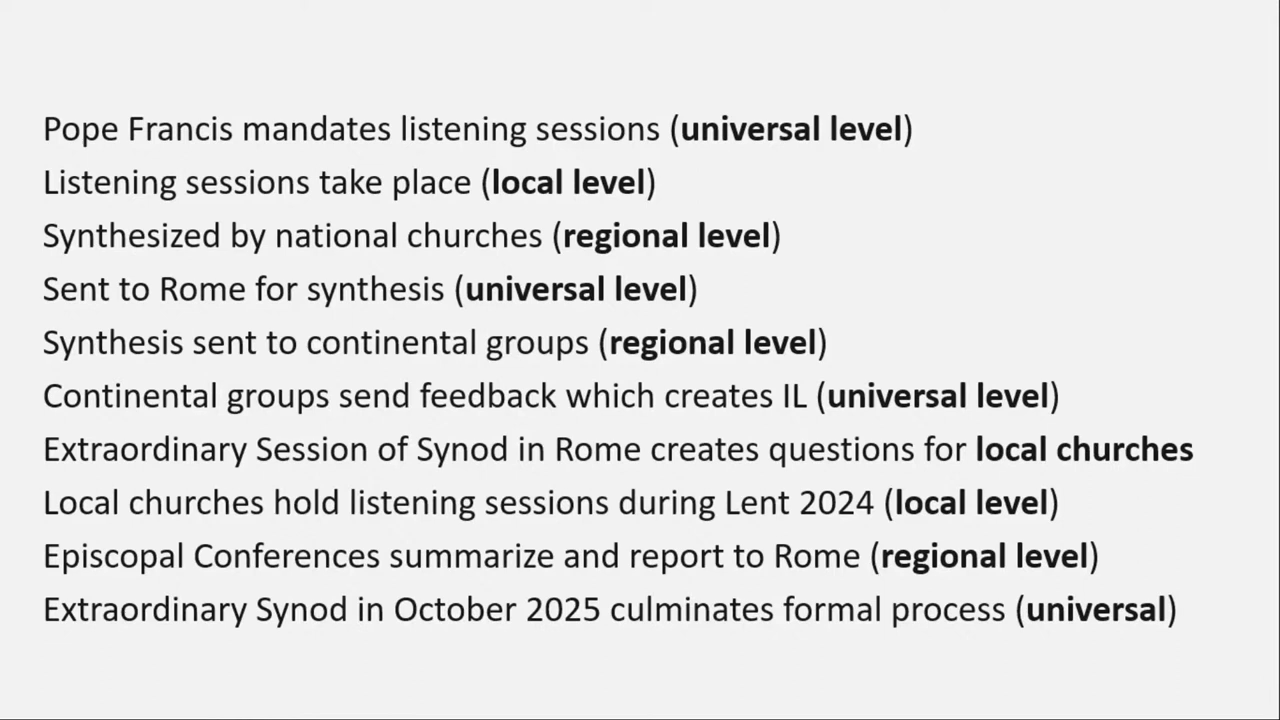 Pope Francis mandates listening sessions (universal level)
Listening sessions take place (local level)
Synthesized by national churches (regional level)
Sent to Rome for synthesis (universal level)
Synthesis sent to continental groups (regional level)
Continental groups send feedback which creates IL (universal level)
Extraordinary Session of Synod in Rome creates questions for local churches
Local churches hold listening sessions during Lent 2024 (local level)
Episcopal Conferences summarize and report to Rome (regional level)
Extraordinary Synod in October 2025 culminates formal process (universal)